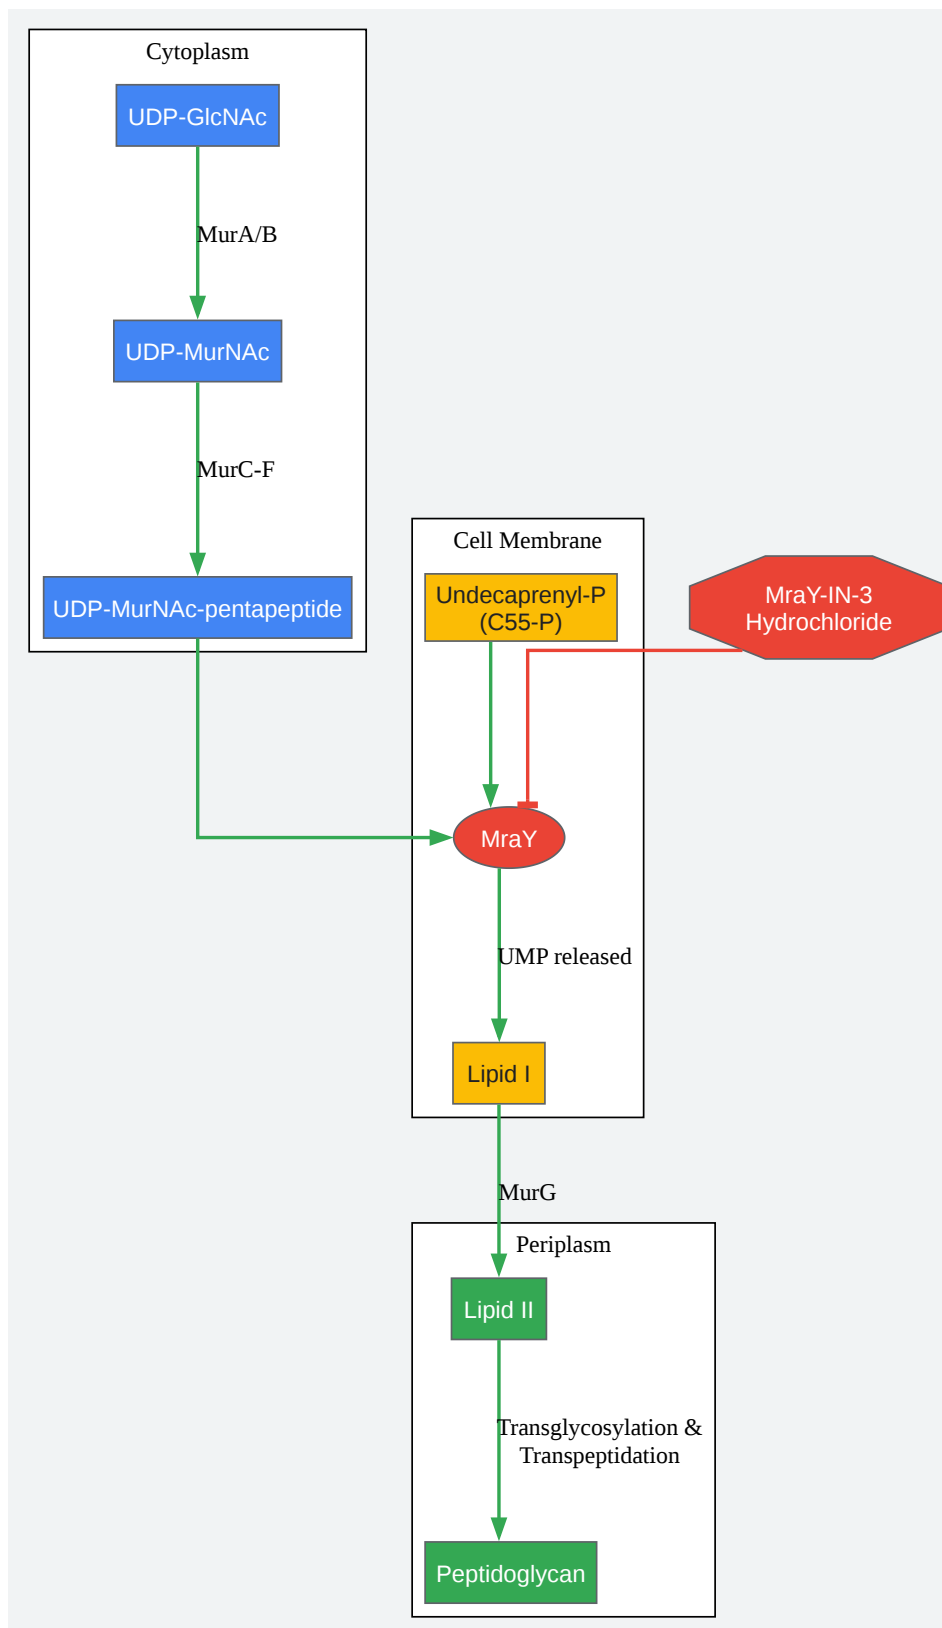 Cytoplasm
UDP-GlcNAc
MurA/B
UDP-MurNAc
MurC-F
UDP-MurNAc-pentapeptide
Cell Membrane
Undecaprenyl-P
(C55-P)
MraY-IN-3
Hydrochloride
MraY
UMP released
Lipid I
MurG
Periplasm
Lipid II
Transglycosylation &
Transpeptidation
Peptidoglycan